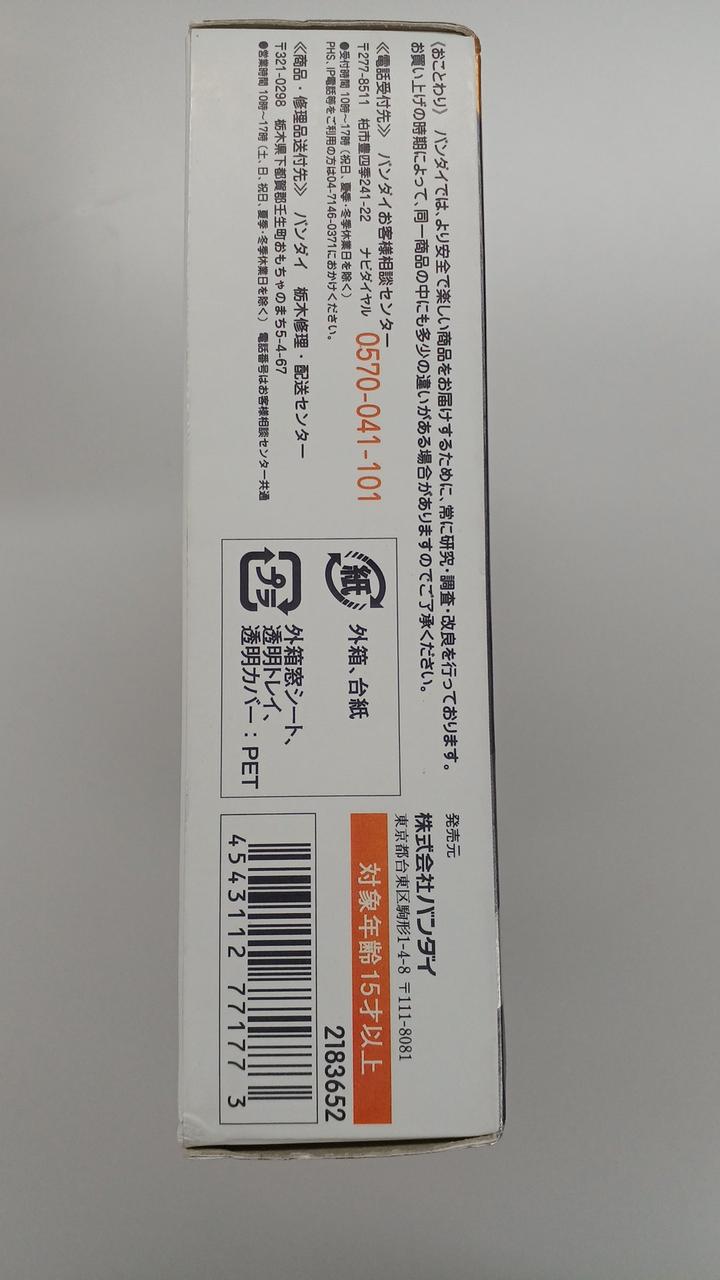 《おことわり》 バンダイでは、より安全で楽しい商品をお届けするために、常に研究・調査・改良を行っております。
お買い上げの時期によって、同一商品の中にも多少の違いがある場合がありますのでご了承ください。
≪電話受付先≫ バンダイお客様相談センター
〒277-8511 柏市豊四季241-22 ナビダイヤル 0570-041-101
●受付時間 10時〜17時(祝日、夏季・冬季休業日を除く)
PHS、IP電話等をご利用の方は04-7146-0371におかけください。
≪商品・修理品送付先≫ バンダイ 栃木修理・配送センター
〒321-0298 栃木県下都賀郡壬生町おもちゃのまち5-4-67
●営業時間 10時〜17時(土、日、祝日、夏季・冬季休業日を除く) 電話番号はお客様相談センター共通
紙 外箱、台紙
プラ 外箱窓シート、
透明トレイ、
透明カバー:PET
発売元
株式会社バンダイ
東京都台東区駒形1-4-8 〒111-8081
対象年齢 15才以上
2183652
4543112 771773